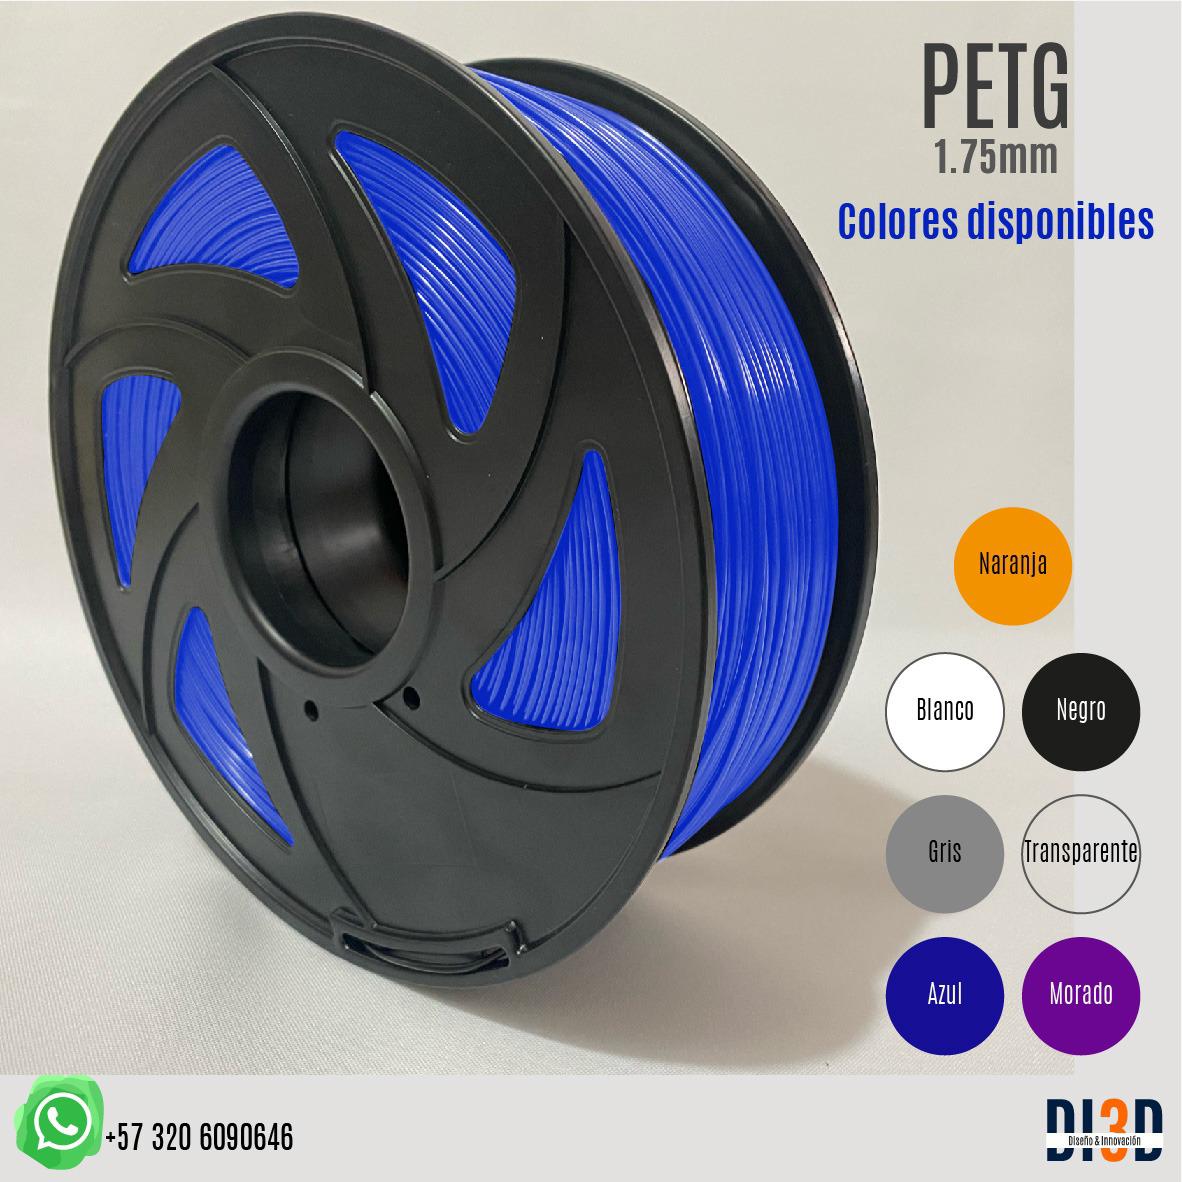 PETG
1.75mm
Colores disponibles
Naranja
Blanco
Negro
Gris
Transparente
Azul
Morado
+57 320 6090646
DI3D
Diseño & Innovación